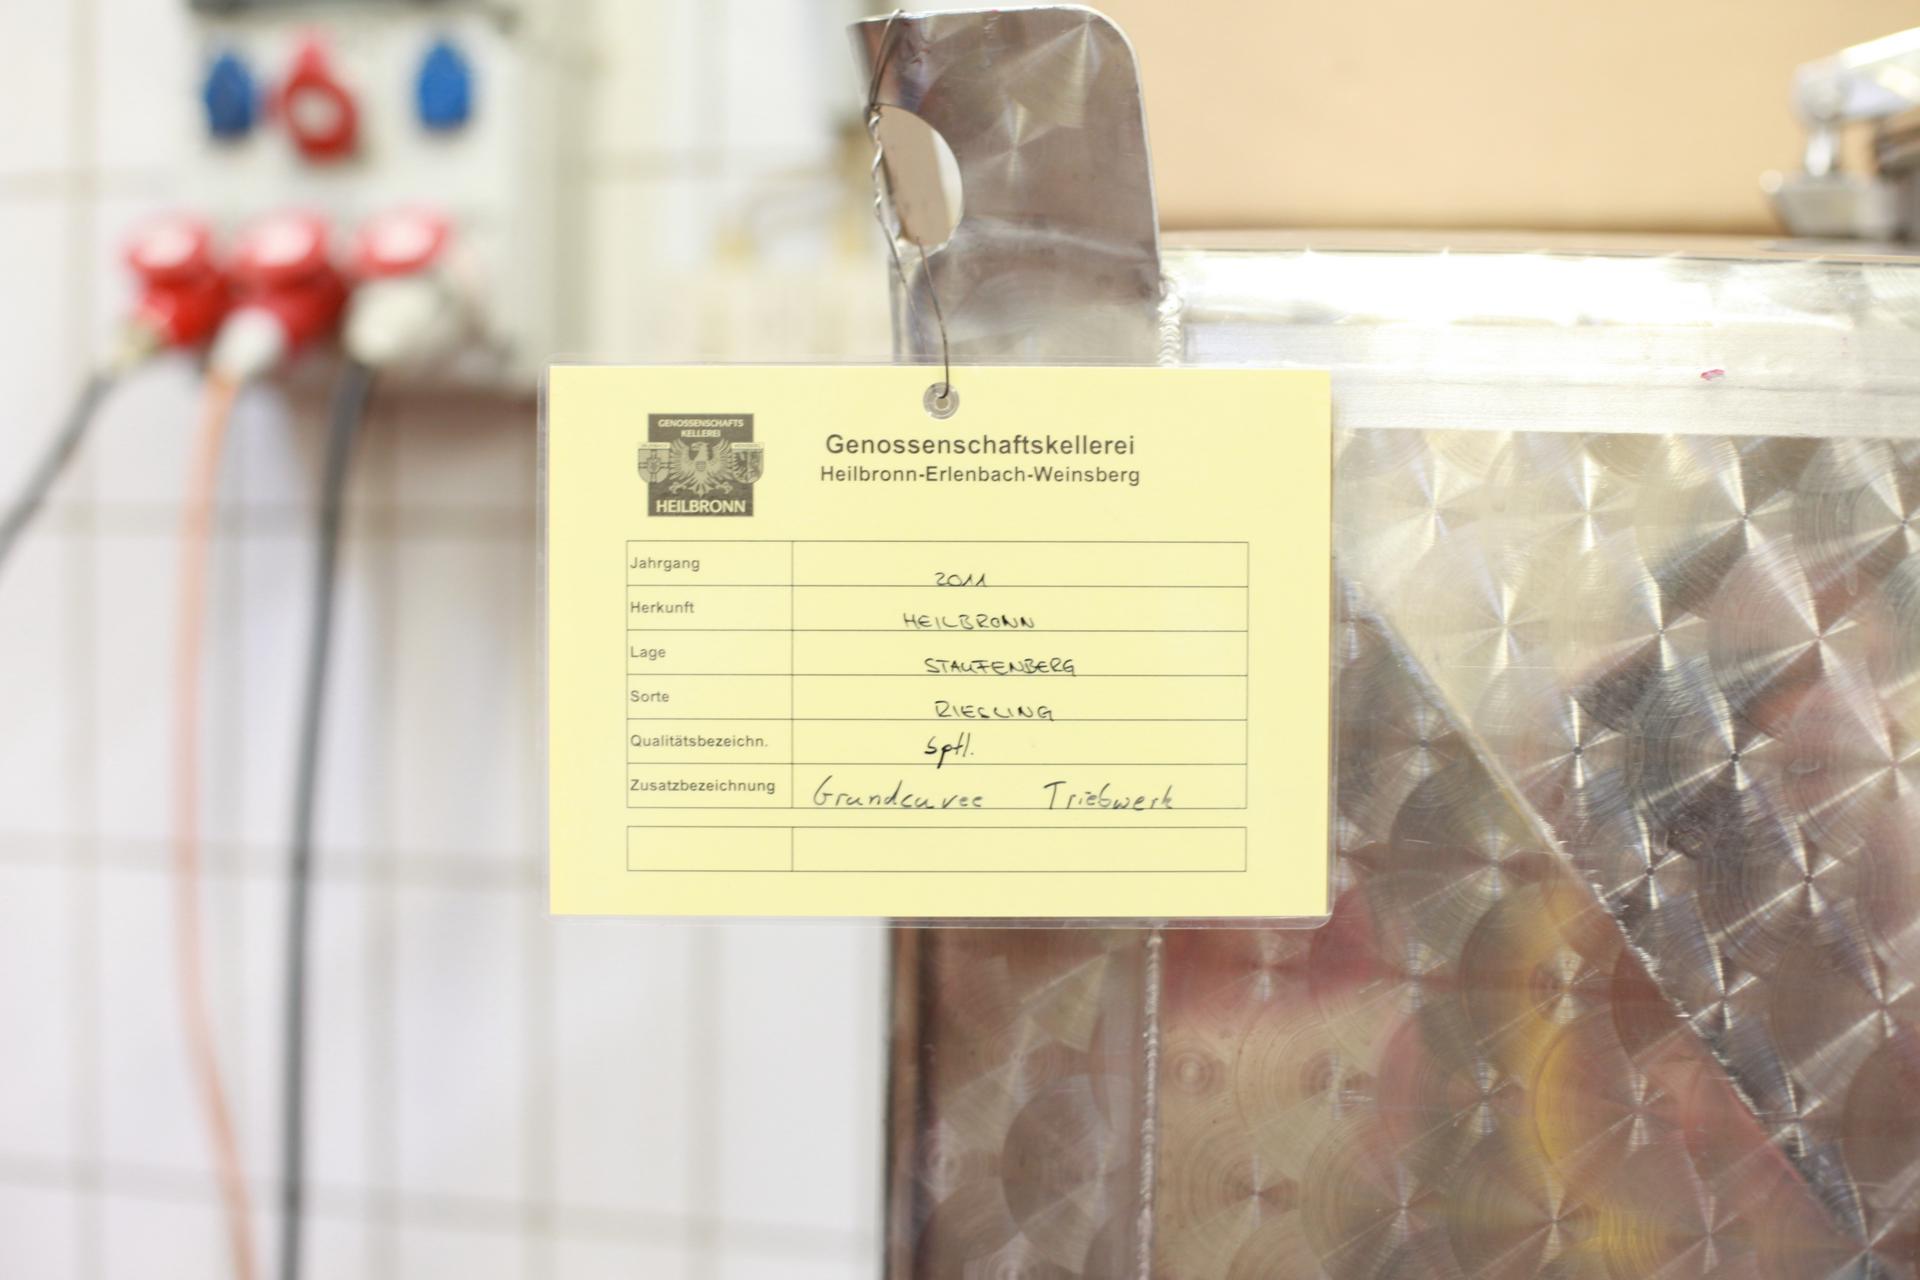 GENOSSENSCHAFTS
KELLEREI
HEILBRONN
Genossenschaftskellerei
Heilbronn-Erlenbach-Weinsberg
Jahrgang 2011
Herkunft HEILBRONN
Lage STAUFENBERG
Sorte RIESLING
Qualitätsbezeichn. Sptl.
Zusatzbezeichnung Grundcuvee Triebwerk